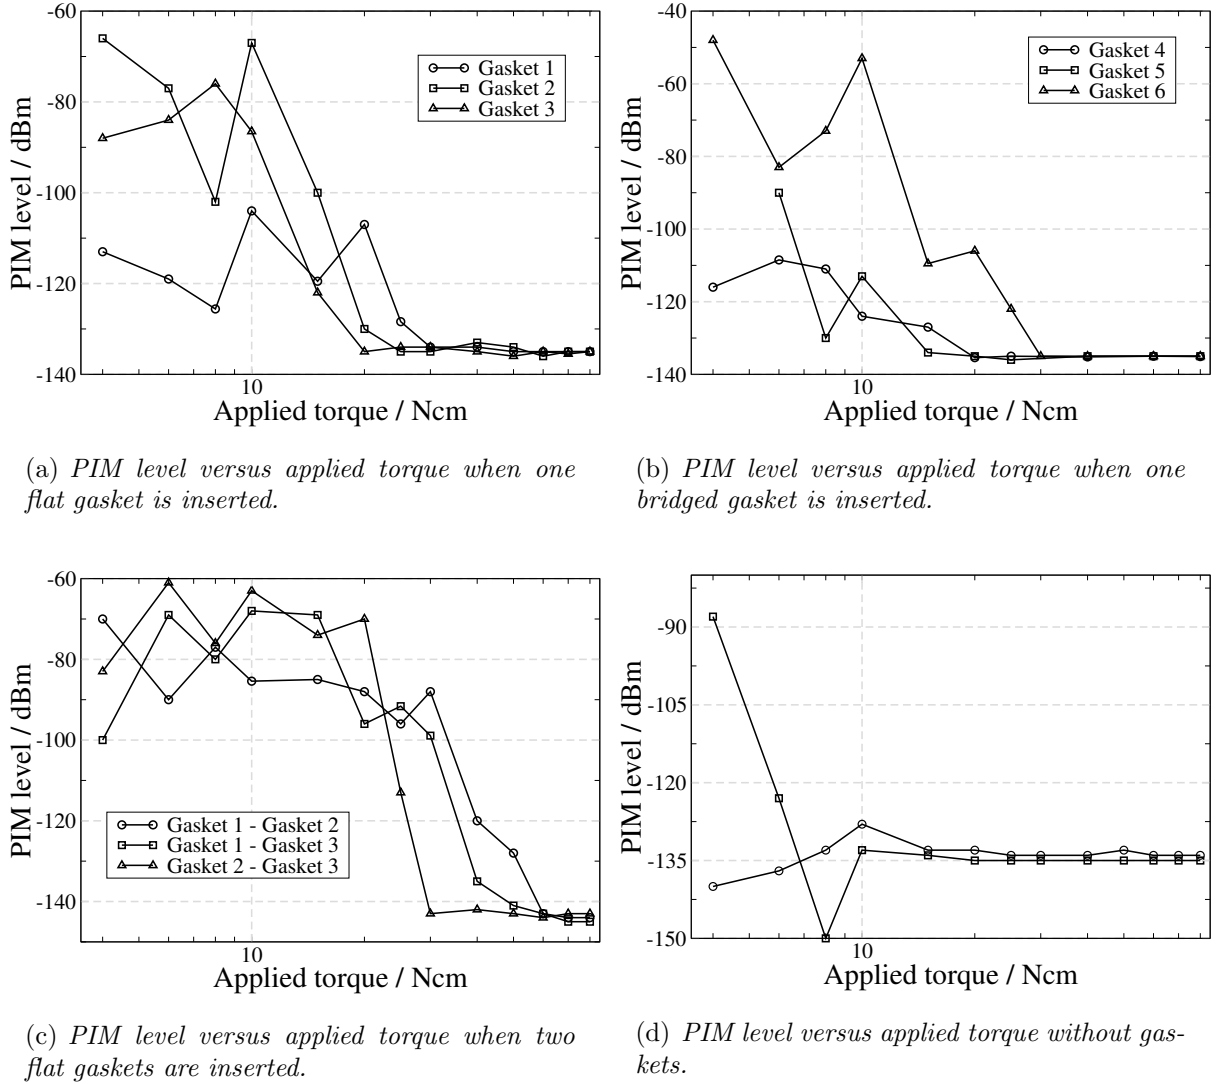 -60
-80
-100
-120
-140
PIM level / dBm
Gasket 1
Gasket 2
Gasket 3
10
Applied torque / Ncm
(a) PIM level versus applied torque when one
flat gasket is inserted.
-40
-60
-80
-100
-120
-140
PIM level / dBm
Gasket 4
Gasket 5
Gasket 6
10
Applied torque / Ncm
(b) PIM level versus applied torque when one
bridged gasket is inserted.
-60
-80
-100
-120
-140
PIM level / dBm
Gasket 1 - Gasket 2
Gasket 1 - Gasket 3
Gasket 2 - Gasket 3
10
Applied torque / Ncm
(c) PIM level versus applied torque when two
flat gaskets are inserted.
-90
-105
-120
-135
-150
PIM level / dBm
10
Applied torque / Ncm
(d) PIM level versus applied torque without gas-
kets.